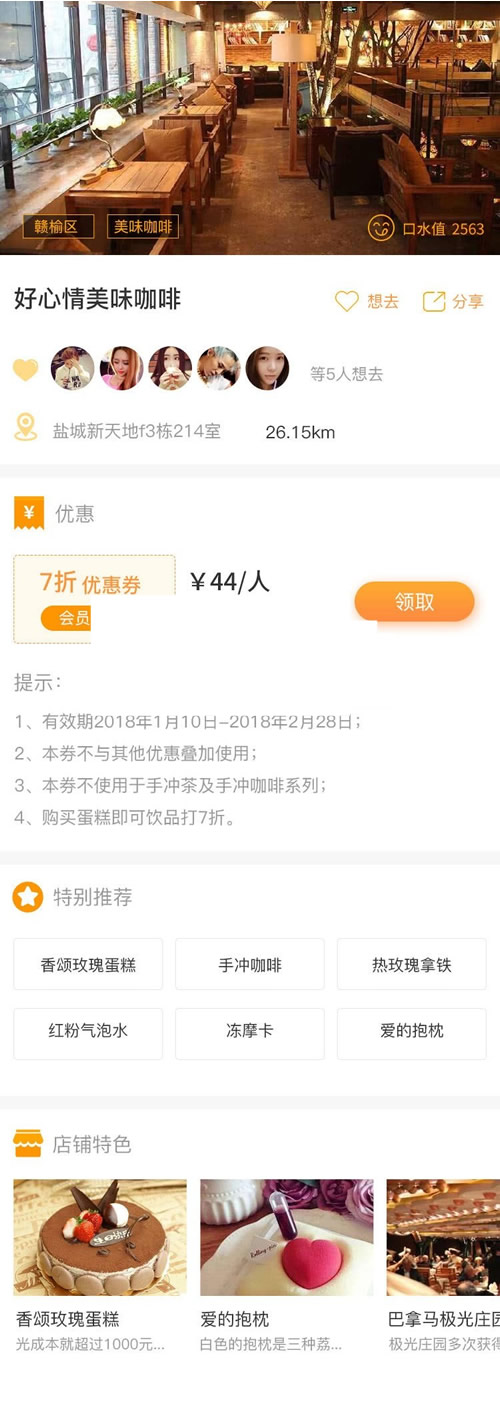 赣榆区 美味咖啡 口水值 2563
好心情美味咖啡 想去 分享
等5人想去
盐城新天地f3栋214室 26.15km
¥ 优惠
7折 优惠券 ¥44/人 领取
会员
提示：
1、有效期2018年1月10日-2018年2月28日；
2、本券不与其他优惠叠加使用；
3、本券不使用于手冲茶及手冲咖啡系列；
4、购买蛋糕即可饮品打7折。
特别推荐
香颂玫瑰蛋糕 手冲咖啡 热玫瑰拿铁
红粉气泡水 冻摩卡 爱的抱枕
店铺特色
香颂玫瑰蛋糕 爱的抱枕 巴拿马极光庄园
光成本就超过1000元... 白色的抱枕是三种荔... 极光庄园多次获得